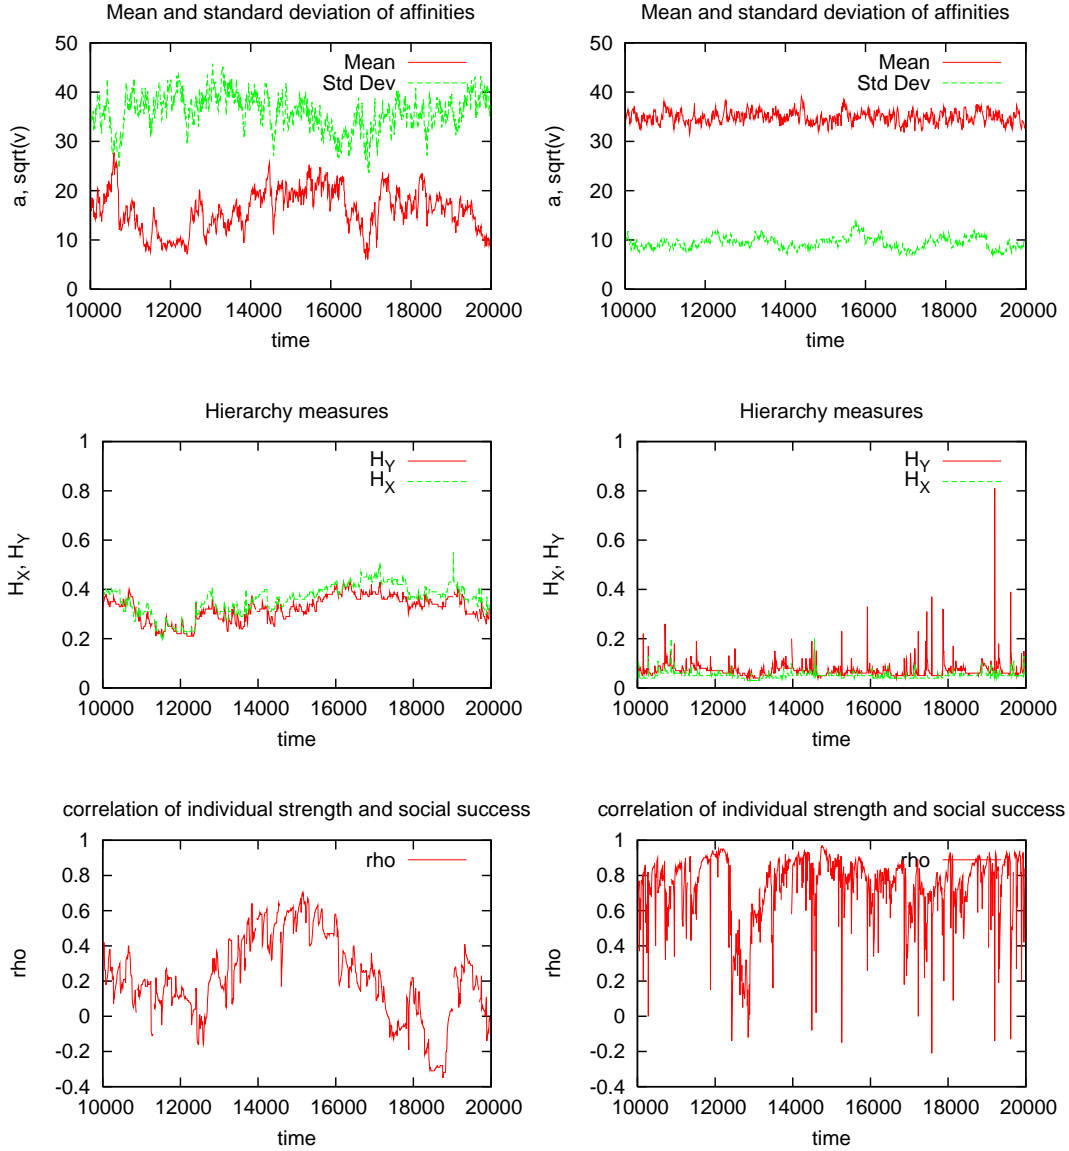 Mean and standard deviation of affinities
50
40
30
20
10
0
a, sqrt(v)
Mean
Std Dev
10000 12000 14000 16000 18000 20000
time
Mean and standard deviation of affinities
50
40
30
20
10
0
a, sqrt(v)
Mean
Std Dev
10000 12000 14000 16000 18000 20000
time
Hierarchy measures
1
0.8
0.6
0.4
0.2
0
H_X, H_Y
H_Y
H_X
10000 12000 14000 16000 18000 20000
time
Hierarchy measures
1
0.8
0.6
0.4
0.2
0
H_X, H_Y
H_Y
H_X
10000 12000 14000 16000 18000 20000
time
correlation of individual strength and social success
1
0.8
0.6
0.4
0.2
0
-0.2
-0.4
rho
rho
10000 12000 14000 16000 18000 20000
time
correlation of individual strength and social success
1
0.8
0.6
0.4
0.2
0
-0.2
-0.4
rho
rho
10000 12000 14000 16000 18000 20000
time